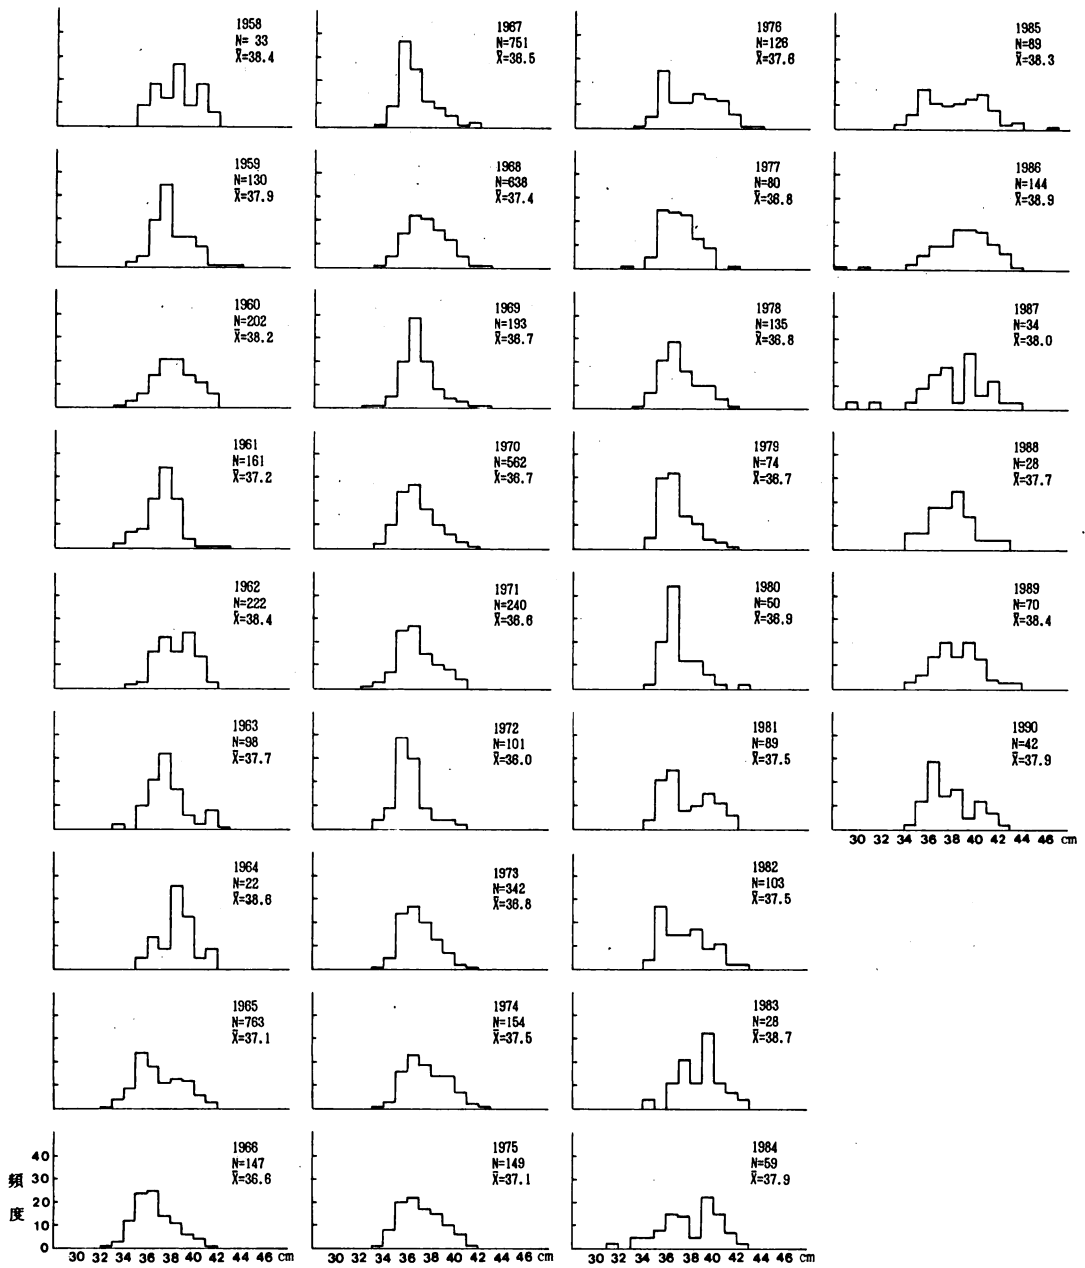 1958
N= 33
X̄=38.4
1959
N=130
X̄=37.9
1960
N=202
X̄=38.2
1961
N=161
X̄=37.2
1962
N=222
X̄=38.4
1963
N=98
X̄=37.7
1964
N=22
X̄=38.6
1965
N=763
X̄=37.1
1966
N=147
X̄=36.6
頻度
40
30
20
10
0
30 32 34 36 38 40 42 44 46 cm
1967
N=751
X̄=36.5
1968
N=638
X̄=37.4
1969
N=193
X̄=36.7
1970
N=562
X̄=36.7
1971
N=240
X̄=36.6
1972
N=101
X̄=36.0
1973
N=342
X̄=36.8
1974
N=154
X̄=37.5
1975
N=149
X̄=37.1
30 32 34 36 38 40 42 44 46 cm
1976
N=126
X̄=37.6
1977
N=80
X̄=36.8
1978
N=135
X̄=36.8
1979
N=74
X̄=36.7
1980
N=50
X̄=36.9
1981
N=89
X̄=37.5
1982
N=103
X̄=37.5
1983
N=28
X̄=38.7
1984
N=59
X̄=37.9
30 32 34 36 38 40 42 44 46 cm
1985
N=89
X̄=38.3
1986
N=144
X̄=38.9
1987
N=34
X̄=38.0
1988
N=28
X̄=37.7
1989
N=70
X̄=38.4
1990
N=42
X̄=37.9
30 32 34 36 38 40 42 44 46 cm